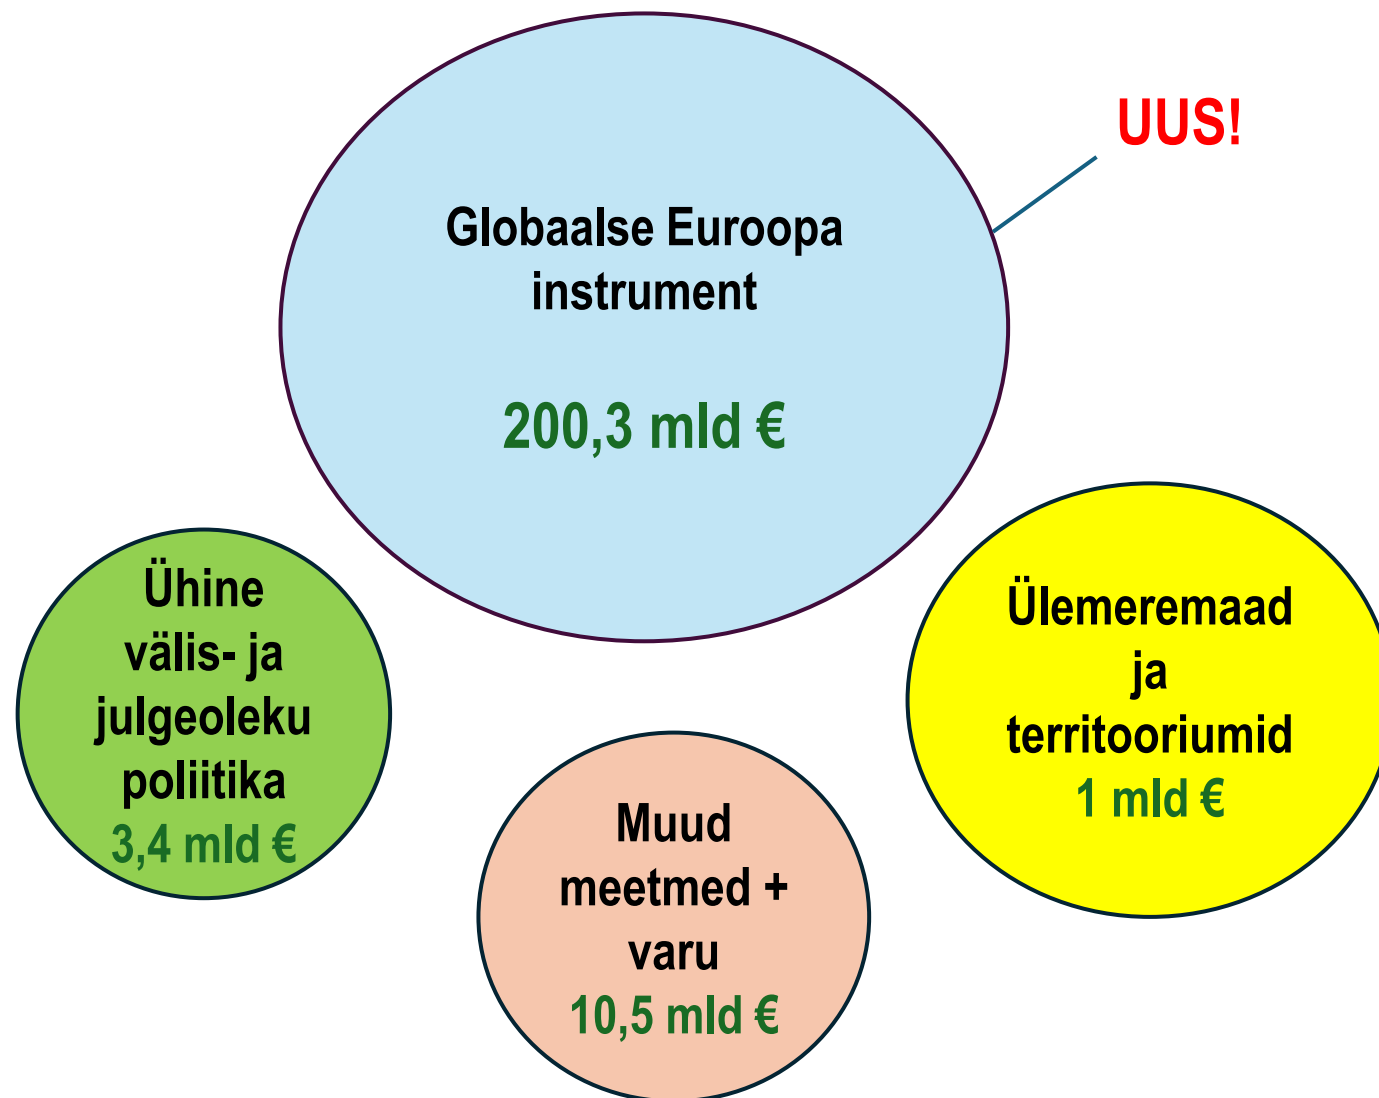 UUS!
Globaalse Euroopa
instrument
200,3 mld €
Ühine
välis- ja
julgeoleku
poliitika
3,4 mld €
Muud
meetmed +
varu
10,5 mld €
Ülemeremaad
ja
territooriumid
1 mld €